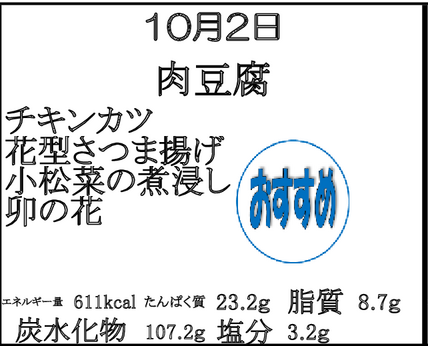 10月2日
肉豆腐
チキンカツ
花型さつま揚げ
小松菜の煮浸し
卯の花
おすすめ
エネルギー量 611kcal たんぱく質 23.2g 脂質 8.7g
炭水化物 107.2g 塩分 3.2g